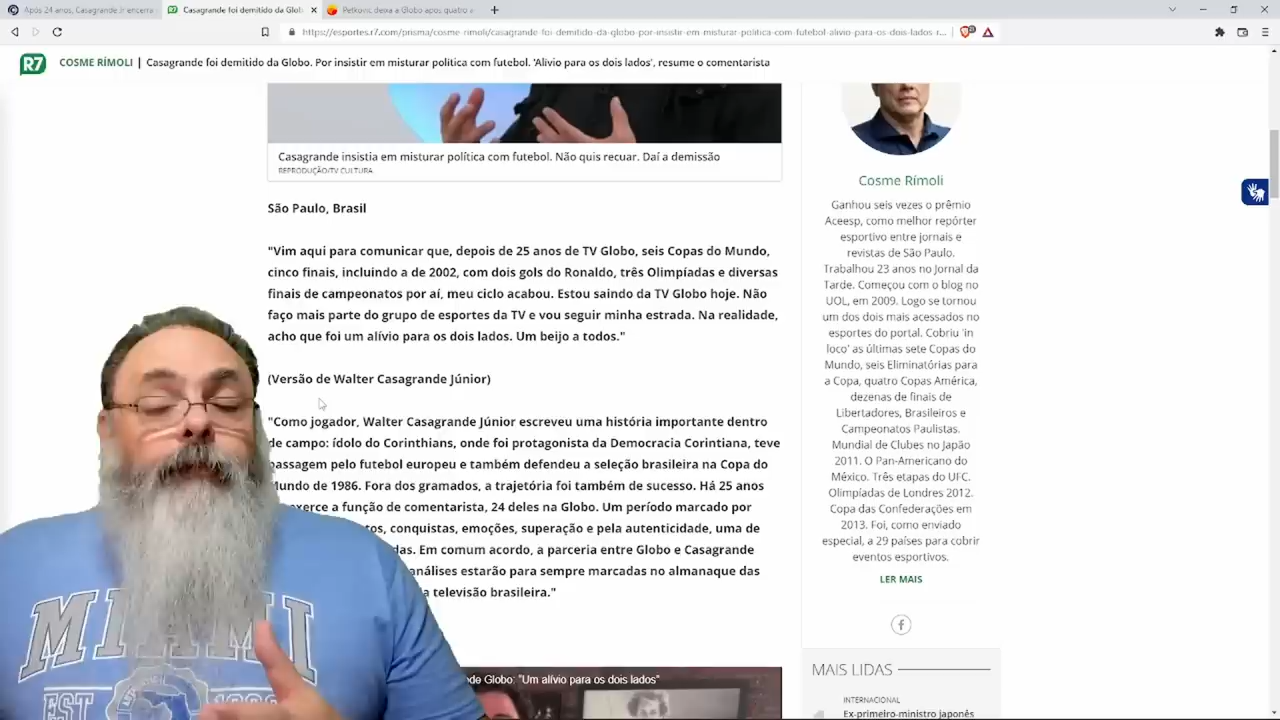 Após 24 anos, Casagrande Jr encerra
Casagrande foi demitido da Glob
Petkovic deixa a Globo após quatro a
https://esportes.r7.com/prisma/cosme-rimoli/casagrande-foi-demitido-da-globo-por-insistir-em-misturar-politica-com-futebol-alivio-para-os-dois-lados-r...
R7 COSME RÍMOLI | Casagrande foi demitido da Globo. Por insistir em misturar política com futebol. 'Alívio para os dois lados', resume o comentarista
Casagrande insistia em misturar política com futebol. Não quis recuar. Daí a demissão
REPRODUÇÃO/TV CULTURA
São Paulo, Brasil
"Vim aqui para comunicar que, depois de 25 anos de TV Globo, seis Copas do Mundo,
cinco finais, incluindo a de 2002, com dois gols do Ronaldo, três Olimpíadas e diversas
finais de campeonatos por aí, meu ciclo acabou. Estou saindo da TV Globo hoje. Não
faço mais parte do grupo de esportes da TV e vou seguir minha estrada. Na realidade,
acho que foi um alívio para os dois lados. Um beijo a todos."
(Versão de Walter Casagrande Júnior)
"Como jogador, Walter Casagrande Júnior escreveu uma história importante dentro
de campo: ídolo do Corinthians, onde foi protagonista da Democracia Corintiana, teve
passagem pelo futebol europeu e também defendeu a seleção brasileira na Copa do
Mundo de 1986. Fora dos gramados, a trajetória foi também de sucesso. Há 25 anos
exerce a função de comentarista, 24 deles na Globo. Um período marcado por
conquistas, emoções, superação e pela autenticidade, uma de
Em comum acordo, a parceria entre Globo e Casagrande
análises estarão para sempre marcadas no almanaque das
televisão brasileira."
de Globo: "Um alívio para os dois lados"
Cosme Rímoli
Ganhou seis vezes o prêmio
Aceesp, como melhor repórter
esportivo entre jornais e
revistas de São Paulo.
Trabalhou 23 anos no Jornal da
Tarde. Começou com o blog no
UOL, em 2009. Logo se tornou
um dos dois mais acessados no
esportes do portal. Cobriu 'in
loco' as últimas sete Copas do
Mundo, seis Eliminatórias para
a Copa, quatro Copas América,
dezenas de finais de
Libertadores, Brasileiros e
Campeonatos Paulistas.
Mundial de Clubes no Japão
2011. O Pan-Americano do
México. Três etapas do UFC.
Olimpíadas de Londres 2012.
Copa das Confederações em
2013. Foi, como enviado
especial, a 29 países para cobrir
eventos esportivos.
LER MAIS
MAIS LIDAS
INTERNACIONAL
Ex-primeiro-ministro japonês
MIAMI
EST